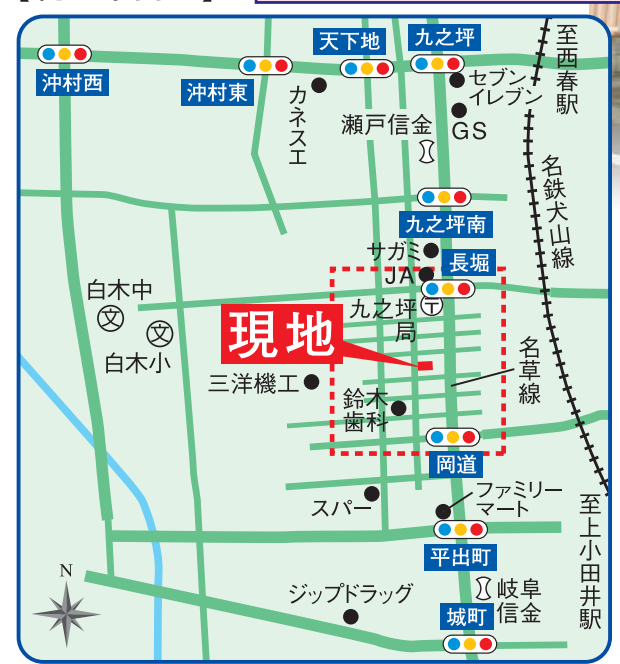 天下地
九之坪
沖村西
沖村東
カネスエ
セブン
イレブン
GS
至西春駅
瀬戸信金
名鉄犬山線
九之坪南
サガミ
JA
長堀
白木中
文
文
白木小
九之坪
局
〒
現地
名草線
三洋機工
鈴木
歯科
岡道
スパー
ファミリー
マート
至上小田井駅
平出町
N
ジップドラッグ
岐阜
信金
城町